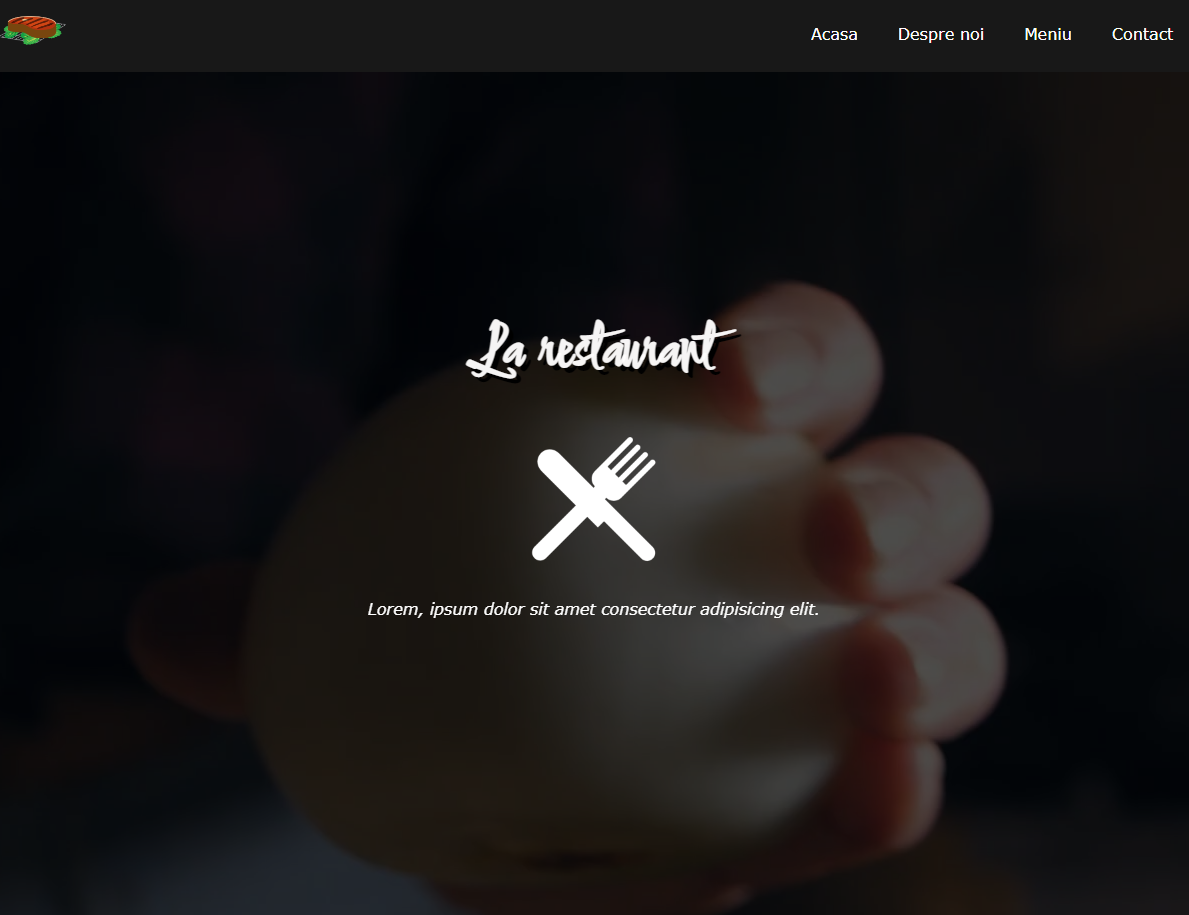 Acasa Despre noi Meniu Contact
La restaurant
Lorem, ipsum dolor sit amet consectetur adipisicing elit.